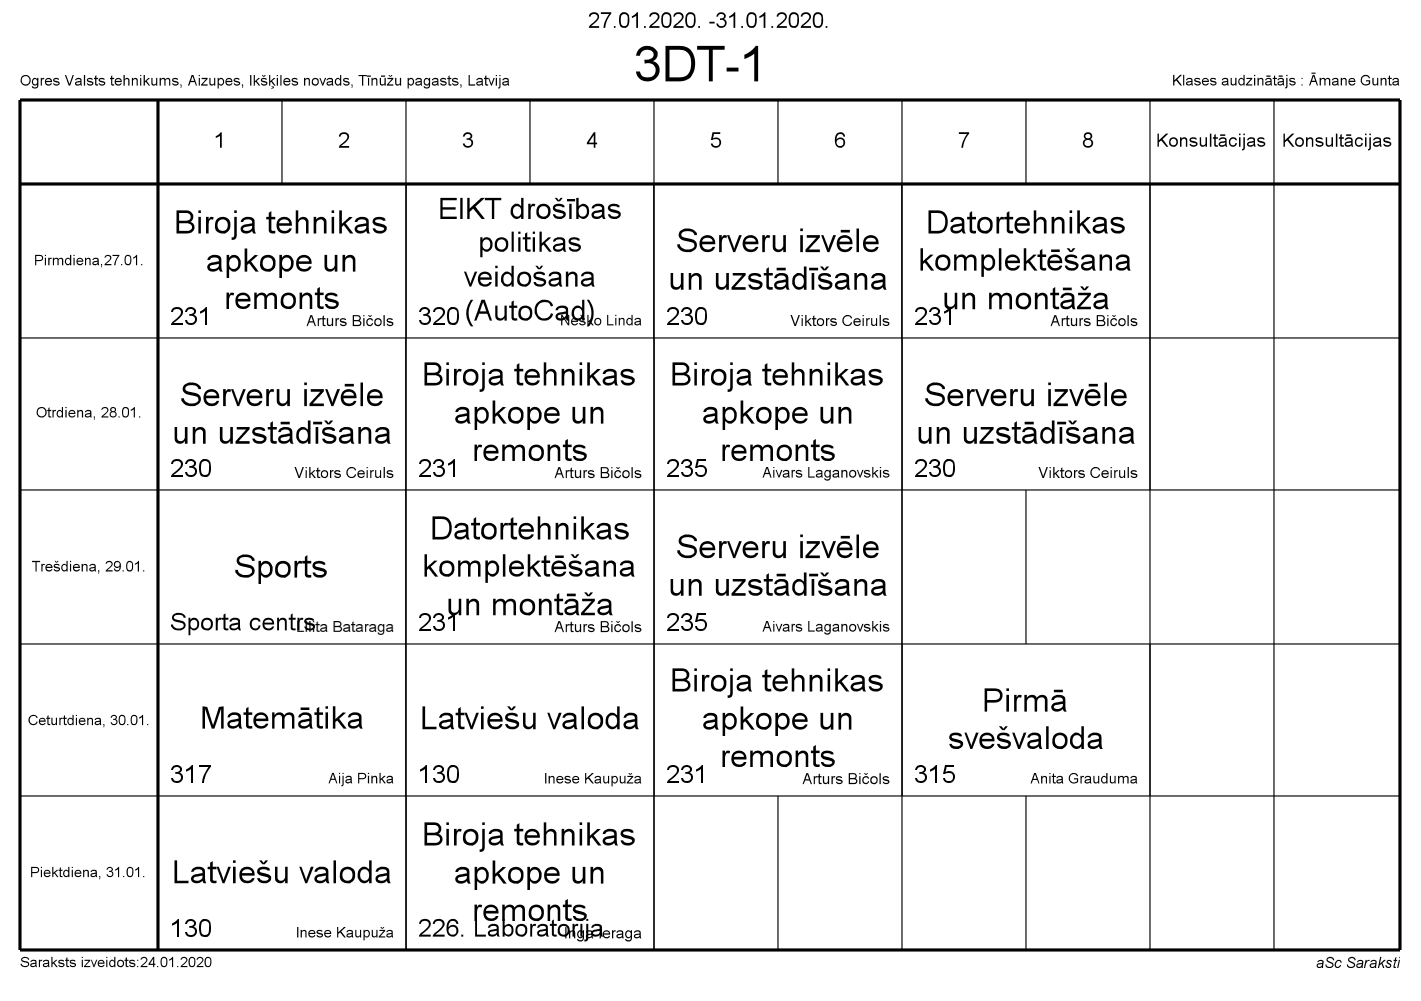 27.01.2020. -31.01.2020.
3DT-1
Ogres Valsts tehnikums, Aizupes, Ikšķiles novads, Tīnūžu pagasts, Latvija
Klases audzinātājs : Āmane Gunta
1 2 3 4 5 6 7 8 Konsultācijas Konsultācijas
Pirmdiena,27.01.
Biroja tehnikas
apkope un
remonts
231 Arturs Bičols
EIKT drošības
politikas
veidošana
(AutoCad)
320 Neško Linda
Serveru izvēle
un uzstādīšana
230 Viktors Ceiruls
Datortehnikas
komplektēšana
un montāža
231 Arturs Bičols
Otrdiena, 28.01.
Serveru izvēle
un uzstādīšana
230 Viktors Ceiruls
Biroja tehnikas
apkope un
remonts
231 Arturs Bičols
Biroja tehnikas
apkope un
remonts
235 Aivars Laganovskis
Serveru izvēle
un uzstādīšana
230 Viktors Ceiruls
Trešdiena, 29.01.
Sports
Sporta centrs Bataraga
Datortehnikas
komplektēšana
un montāža
231 Arturs Bičols
Serveru izvēle
un uzstādīšana
235 Aivars Laganovskis
Ceturtdiena, 30.01.
Matemātika
317 Aija Pinka
Latviešu valoda
130 Inese Kaupuža
Biroja tehnikas
apkope un
remonts
231 Arturs Bičols
Pirmā
svešvaloda
315 Anita Grauduma
Piektdiena, 31.01.
Latviešu valoda
130 Inese Kaupuža
Biroja tehnikas
apkope un
remonts
226. Laboratorija Inga Ieraga
Saraksts izveidots:24.01.2020
aSc Saraksti